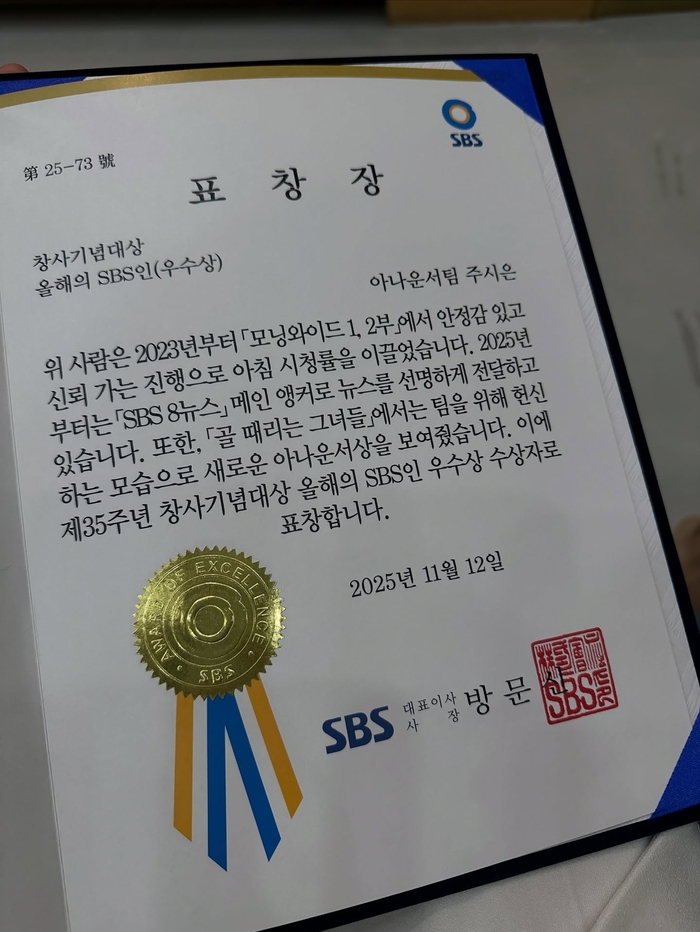 SBS
第 25-73 號
표 창 장
창사기념대상
올해의 SBS인(우수상)
아나운서팀 주시은
위 사람은 2023년부터 「모닝와이드 1, 2부」에서 안정감 있고
신뢰 가는 진행으로 아침 시청률을 이끌었습니다. 2025년
부터는 「SBS 8뉴스」 메인 앵커로 뉴스를 선명하게 전달하고
있습니다. 또한, 「골 때리는 그녀들」에서는 팀을 위해 헌신
하는 모습으로 새로운 아나운서상을 보여줬습니다. 이에
제35주년 창사기념대상 올해의 SBS인 우수상 수상자로
표창합니다.
2025년 11월 12일
AWARD OF EXCELLENCE
SBS
SBS 대표이사 사 장 방 문 신
SBS